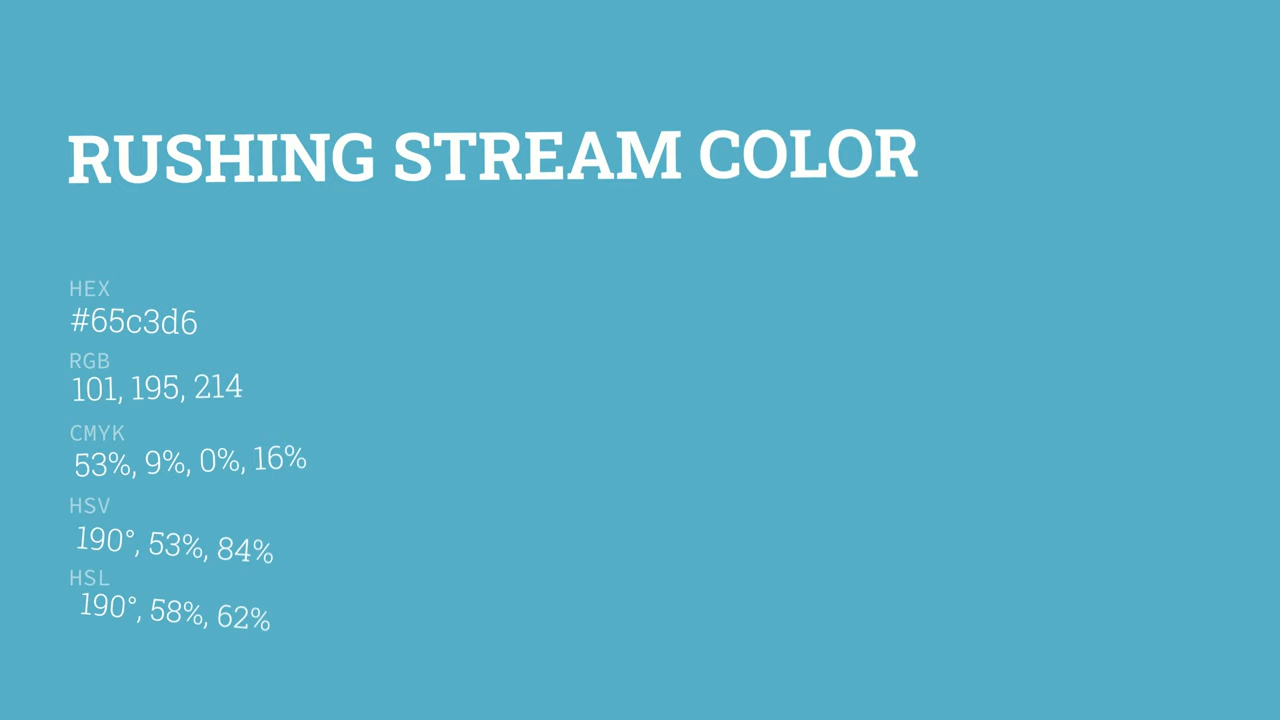 RUSHING STREAM COLOR
HEX
#65c3d6
RGB
101, 195, 214
CMYK
53%, 9%, 0%, 16%
HSV
190°, 53%, 84%
HSL
190°, 58%, 62%